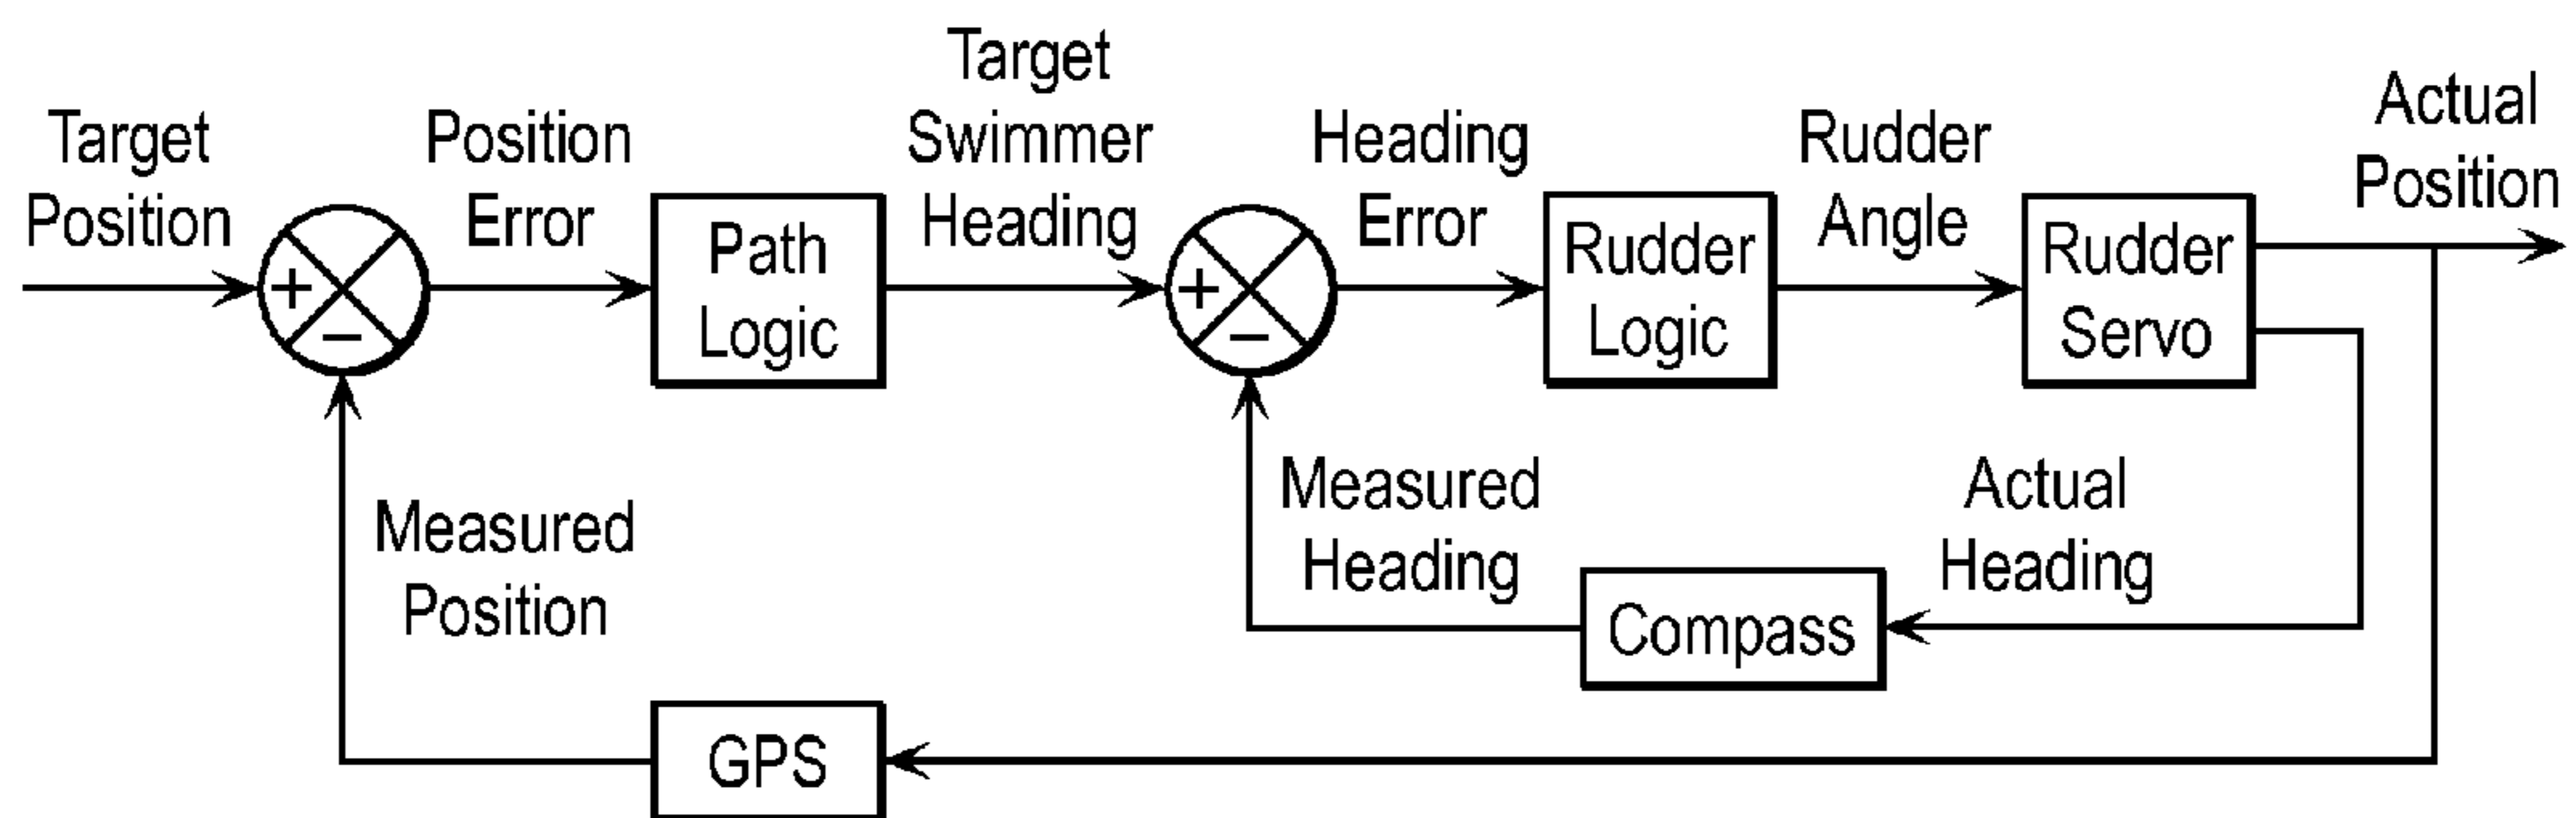 Target
Position
+
−
Position
Error
Path
Logic
Target
Swimmer
Heading
+
−
Heading
Error
Rudder
Logic
Rudder
Angle
Rudder
Servo
Actual
Position
Measured
Position
Measured
Heading
Compass
Actual
Heading
GPS